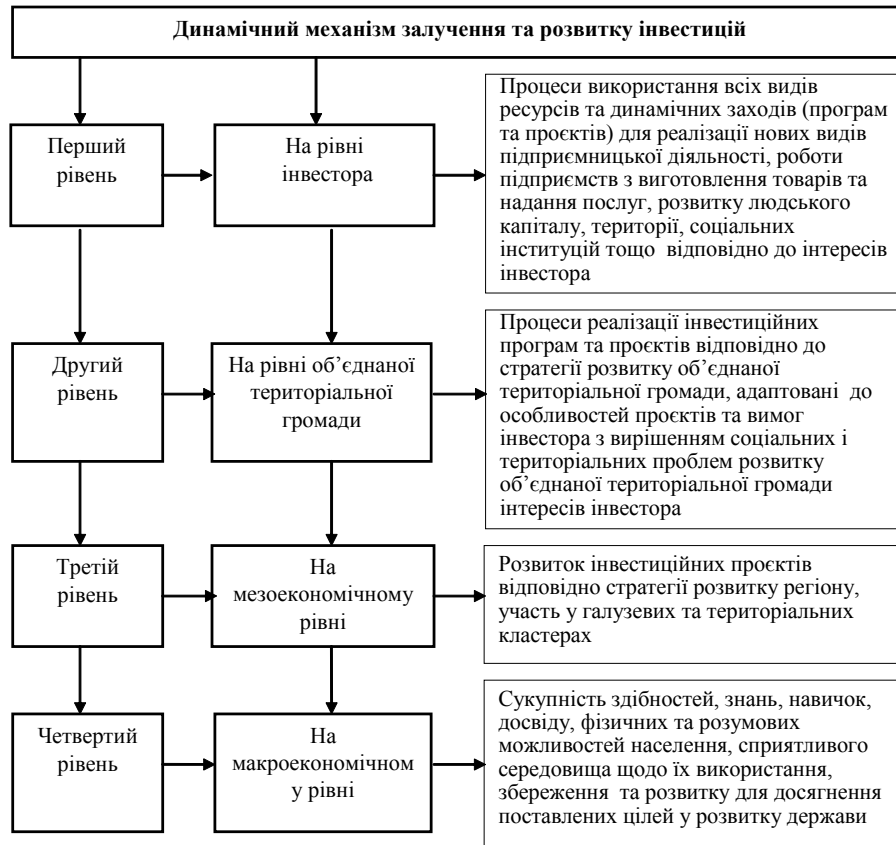 Динамічний механізм залучення та розвитку інвестицій
Перший
рівень
На рівні
інвестора
Процеси використання всіх видів
ресурсів та динамічних заходів (програм
та проєктів) для реалізації нових видів
підприємницької діяльності, роботи
підприємств з виготовлення товарів та
надання послуг, розвитку людського
капіталу, території, соціальних
інституцій тощо відповідно до інтересів
інвестора
Другий
рівень
На рівні об’єднаної
територіальної
громади
Процеси реалізації інвестиційних
програм та проєктів відповідно до
стратегії розвитку об’єднаної
територіальної громади, адаптовані до
особливостей проєктів та вимог
інвестора з вирішенням соціальних і
територіальних проблем розвитку
об’єднаної територіальної громади
інтересів інвестора
Третій
рівень
На
мезоекономічному
рівні
Розвиток інвестиційних проєктів
відповідно стратегії розвитку регіону,
участь у галузевих та територіальних
кластерах
Четвертий
рівень
На
макроекономічном
у рівні
Сукупність здібностей, знань, навичок,
досвіду, фізичних та розумових
можливостей населення, сприятливого
середовища щодо їх використання,
збереження та розвитку для досягнення
поставлених цілей у розвитку держави